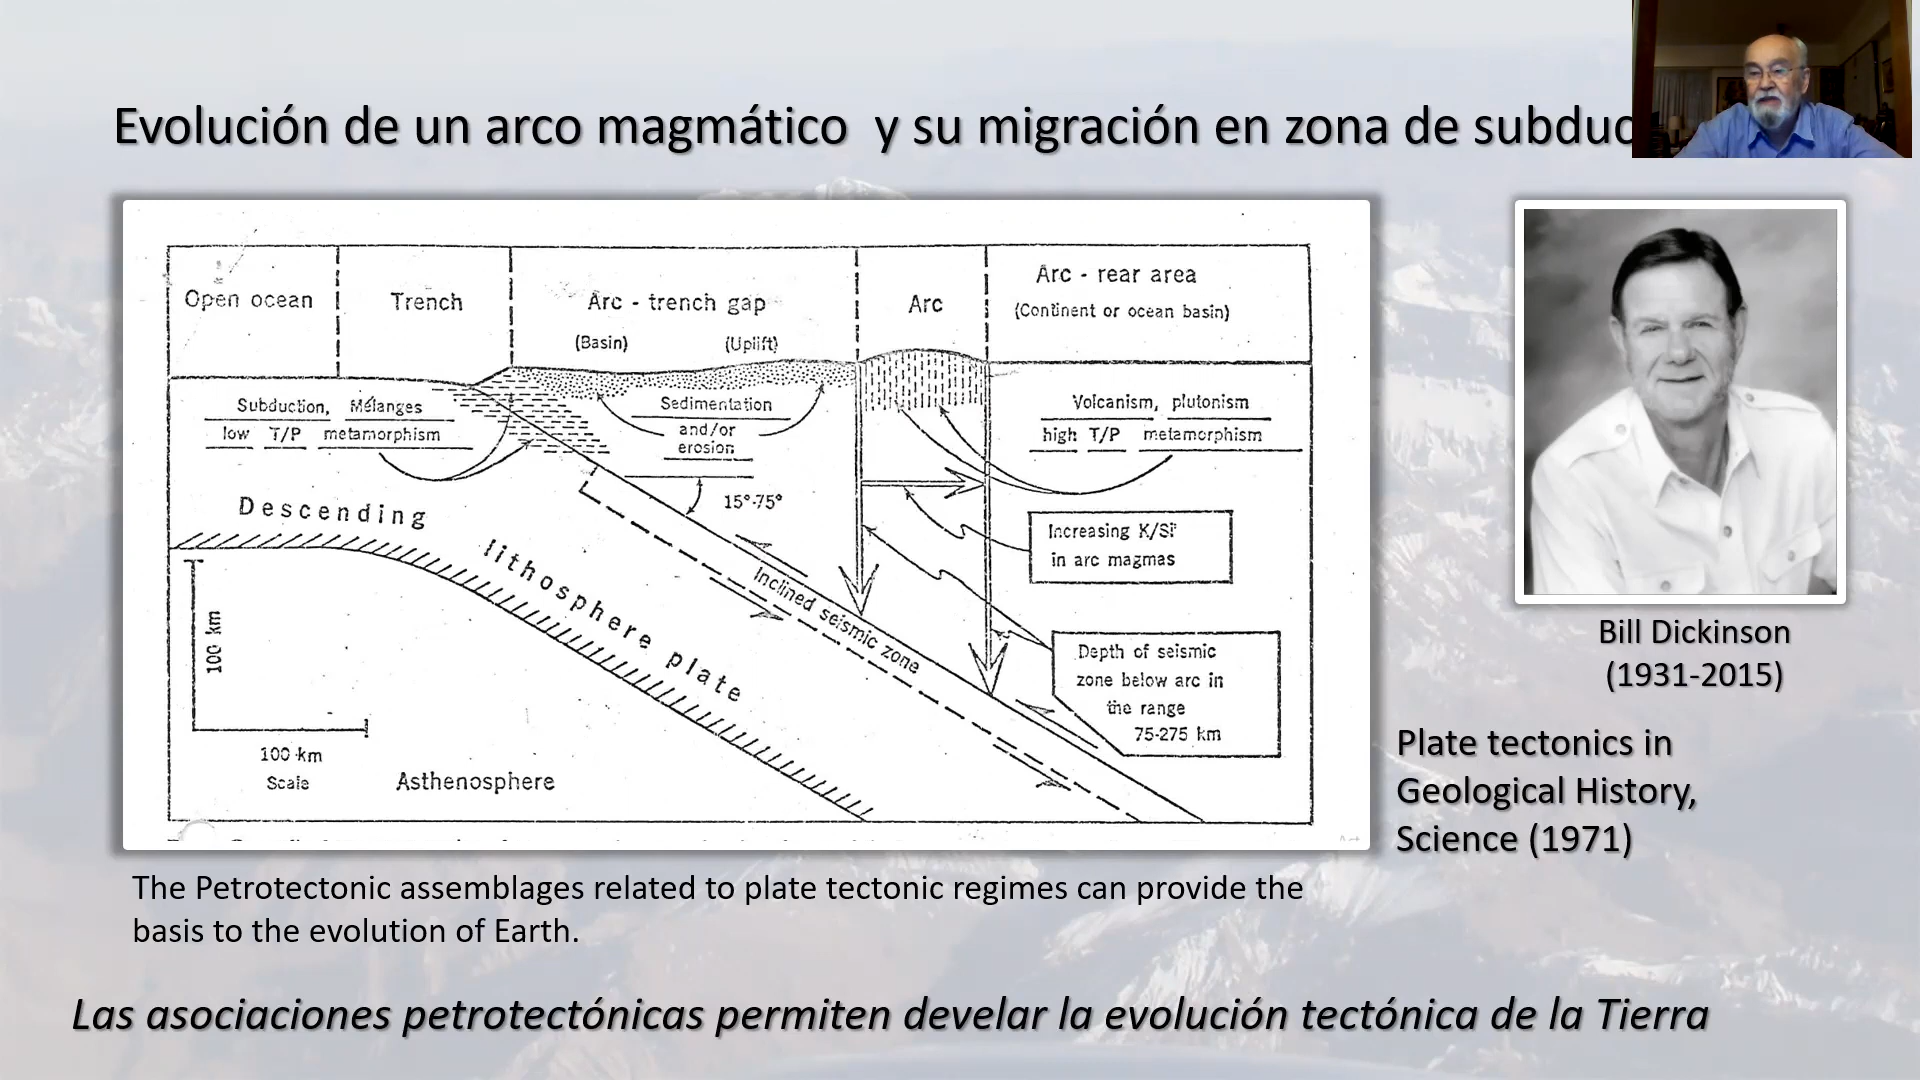 Evolución de un arco magmático y su migración en zona de subduc
Open ocean
Trench
Arc - trench gap
(Basin) (Uplift)
Arc
Arc - rear area
(Continent or ocean basin)
Subduction, Mélanges
low T/P metamorphism
Sedimentation
and/or
erosion
Volcanism, plutonism
high T/P metamorphism
15°-75°
Descending
lithosphere plate
Inclined seismic zone
Increasing K/Si
in arc magmas
Depth of seismic
zone below arc in
the range
75-275 km
100 km
100 km
Scale
Asthenosphere
Bill Dickinson
(1931-2015)
Plate tectonics in
Geological History,
Science (1971)
The Petrotectonic assemblages related to plate tectonic regimes can provide the
basis to the evolution of Earth.
Las asociaciones petrotectónicas permiten develar la evolución tectónica de la Tierra